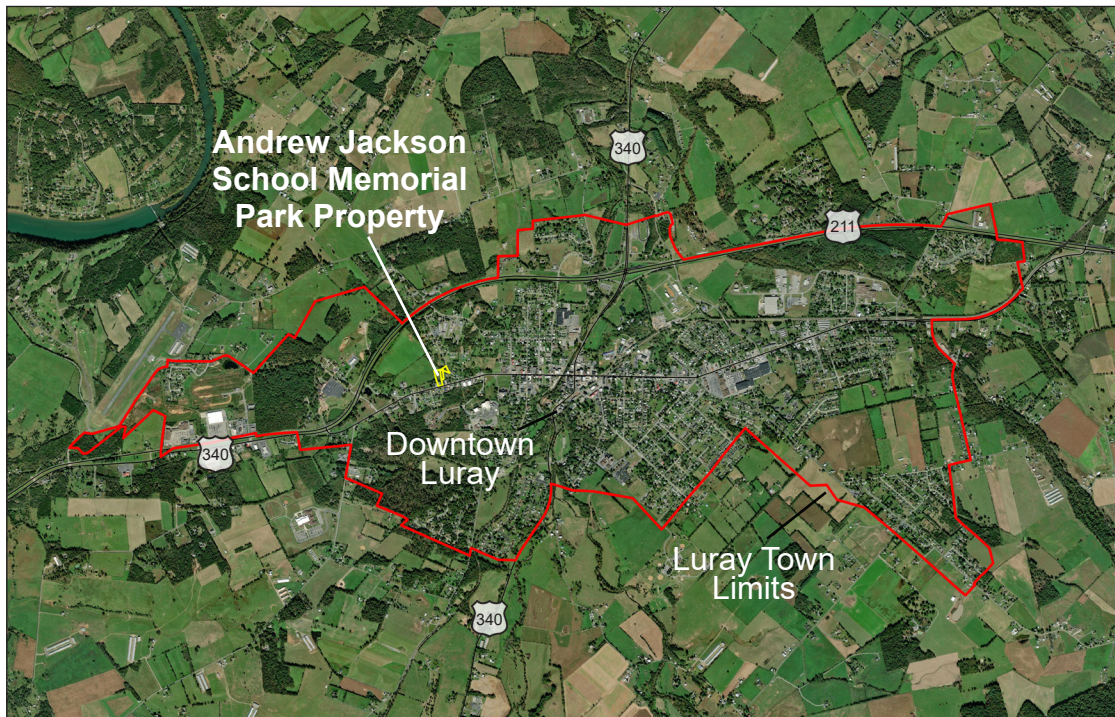 340
Andrew Jackson
School Memorial
Park Property
211
340
Downtown
Luray
Luray Town
Limits
340